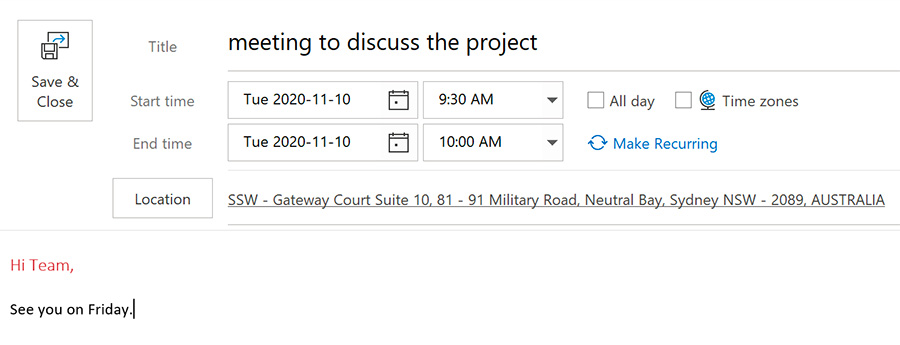 Save & Close
Title
meeting to discuss the project
Start time
Tue 2020-11-10
9:30 AM
All day
Time zones
End time
Tue 2020-11-10
10:00 AM
Make Recurring
Location
SSW - Gateway Court Suite 10, 81 - 91 Military Road, Neutral Bay, Sydney NSW - 2089, AUSTRALIA
Hi Team,
See you on Friday.